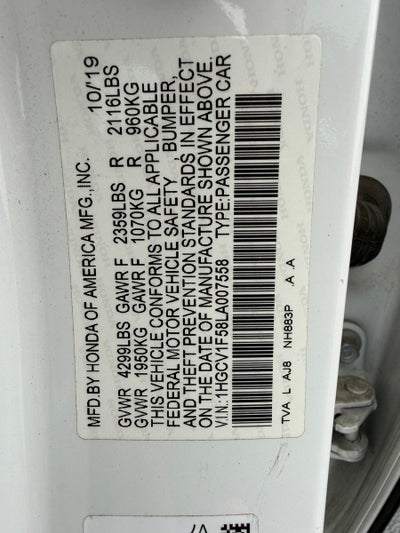 MFD.BY HONDA OF AMERICA MFG.,INC. 10/'19
GVWR 4299LBS GAWR F 2359LBS R 2116LBS
GVWR 1950KG GAWR F 1070KG R 960KG
THIS VEHICLE CONFORMS TO ALL APPLICABLE
FEDERAL MOTOR VEHICLE SAFETY , BUMPER,
AND THEFT PREVENTION STANDARDS IN EFFECT
ON THE DATE OF MANUFACTURE SHOWN ABOVE.
V.I.N.:1HGCV1F58LA007558 TYPE:PASSENGER CAR
TVA L AJ8 NH883P .A .A